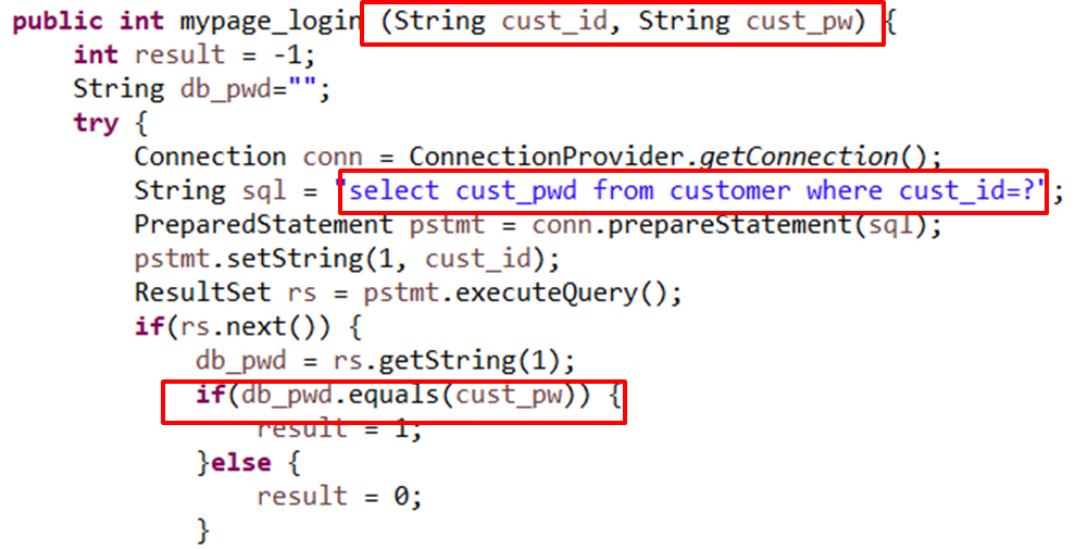 public int mypage_login (String cust_id, String cust_pw) {
int result = -1;
String db_pwd="";
try {
Connection conn = ConnectionProvider.getConnection();
String sql = "select cust_pwd from customer where cust_id=?";
PreparedStatement pstmt = conn.prepareStatement(sql);
pstmt.setString(1, cust_id);
ResultSet rs = pstmt.executeQuery();
if(rs.next()) {
db_pwd = rs.getString(1);
if(db_pwd.equals(cust_pw)) {
result = 1;
}else {
result = 0;
}